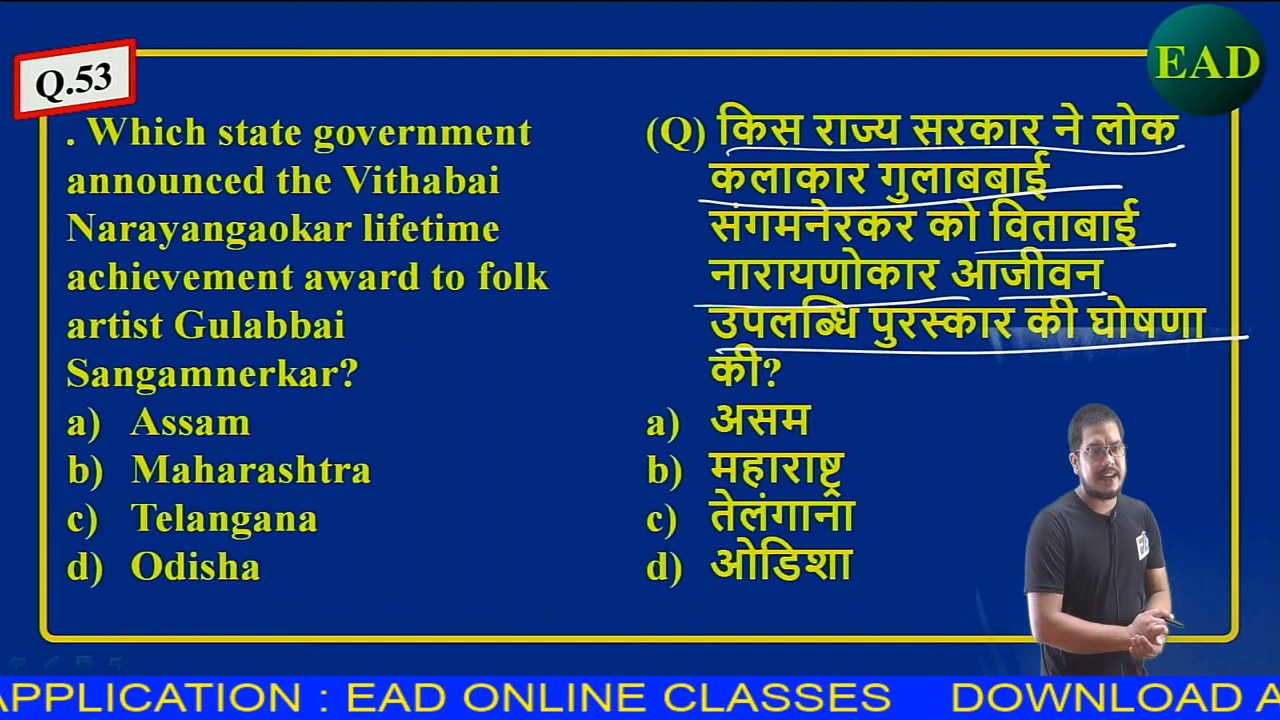 EAD
Q.53
. Which state government
announced the Vithabai
Narayangaokar lifetime
achievement award to folk
artist Gulabbai
Sangamnerkar?
a) Assam
b) Maharashtra
c) Telangana
d) Odisha
(Q) किस राज्य सरकार ने लोक
कलाकार गुलाबबाई
संगमनेरकर को विताबाई
नारायणोकार आजीवन
उपलब्धि पुरस्कार की घोषणा
की?
a) असम
b) महाराष्ट्र
c) तेलंगाना
d) ओडिशा
APPLICATION : EAD ONLINE CLASSES DOWNLOAD A